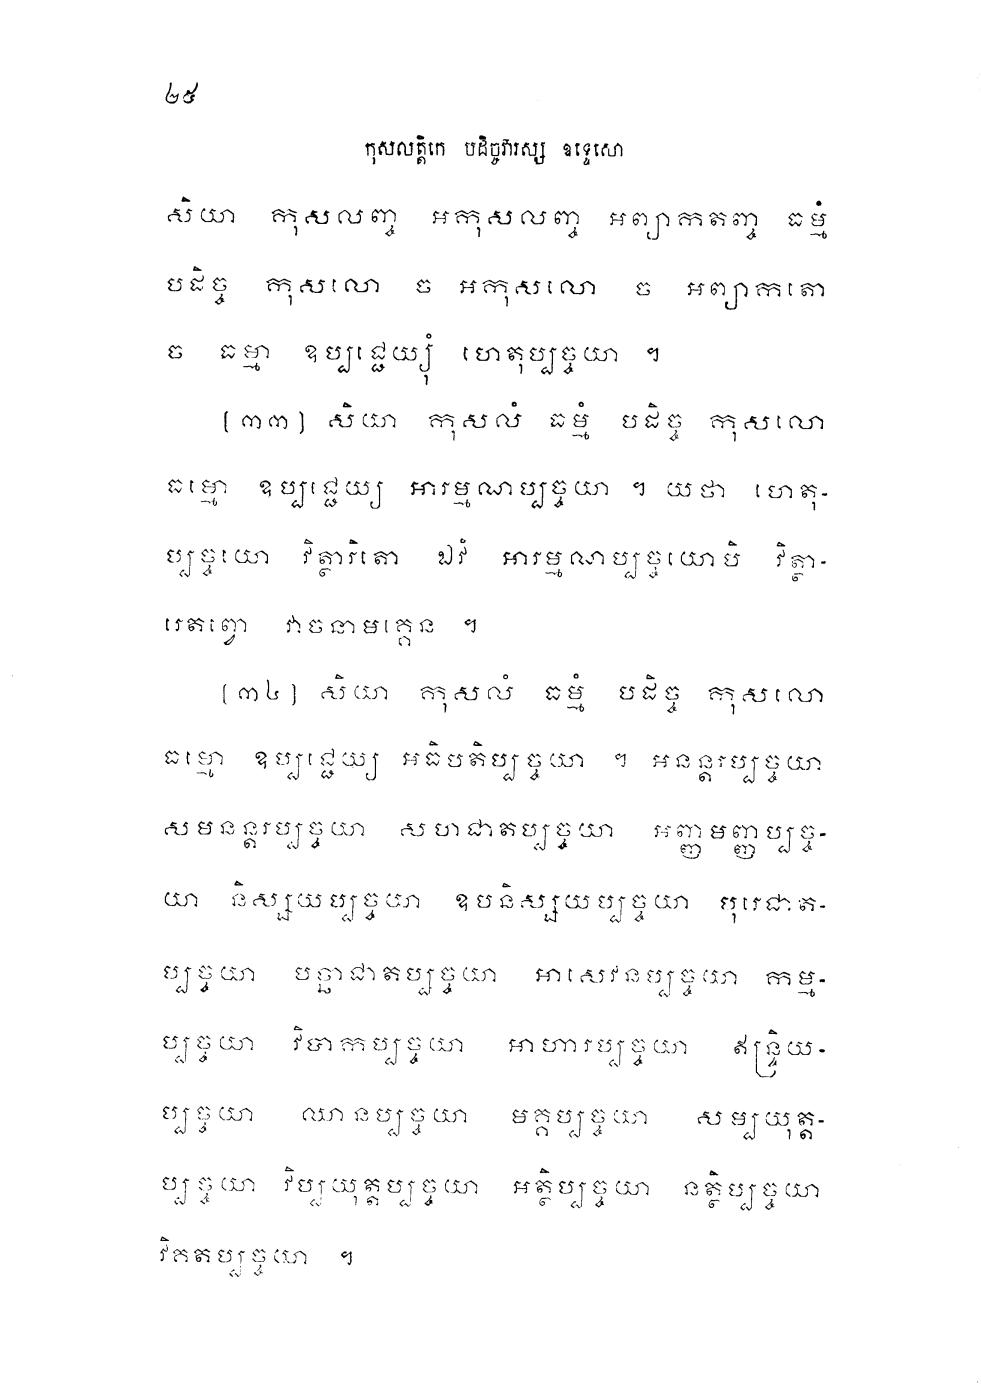 ២៥
កុសលត្តិកេ បដិច្ចវារស្ស ឧទ្ទេសោ
សិយា កុសលញ្ច អកុសលញ្ច អព្យាកតញ្ច ធម្មំ
បដិច្ច កុសលោ ច អកុសលោ ច អព្យាកតោ
ច ធម្មា ឧប្បជ្ជេយ្យុំ ហេតុប្បច្ចយា ។
[៣៣] សិយា កុសលំ ធម្មំ បដិច្ច កុសលោ
ធម្មោ ឧប្បជ្ជេយ្យ អារម្មណប្បច្ចយា ។ យថា ហេតុ-
ប្បច្ចយោ វិត្ថារិតោ ឯវំ អារម្មណប្បច្ចយោបិ វិត្ថា-
រេតព្វោ វាចនាមគ្គេន ។
[៣៤] សិយា កុសលំ ធម្មំ បដិច្ច កុសលោ
ធម្មោ ឧប្បជ្ជេយ្យ អធិបតិប្បច្ចយា ។ អនន្តរប្បច្ចយា
សមនន្តរប្បច្ចយា សហជាតប្បច្ចយា អញ្ញមញ្ញប្បច្ច-
យា និស្សយប្បច្ចយា ឧបនិស្សយប្បច្ចយា បុរេជាត-
ប្បច្ចយា បច្ឆាជាតប្បច្ចយា អាសេវនប្បច្ចយា កម្ម-
ប្បច្ចយា វិបាកប្បច្ចយា អាហារប្បច្ចយា ឥន្ទ្រិយ-
ប្បច្ចយា ឈានប្បច្ចយា មគ្គប្បច្ចយា សម្បយុត្ត-
ប្បច្ចយា វិប្បយុត្តប្បច្ចយា អត្ថិប្បច្ចយា នត្ថិប្បច្ចយា
វិគតប្បច្ចយា ។